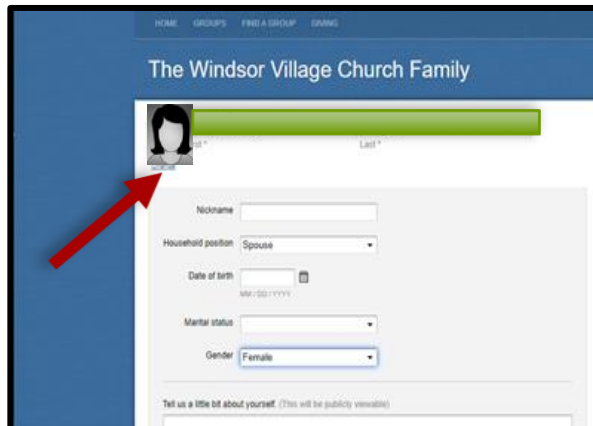 HOME GROUPS FIND A GROUP GIVING
The Windsor Village Church Family
Last *
Nickname
Household position Spouse
Date of birth
MM / DD / YYYY
Marital status
Gender Female
Tell us a little bit about yourself. (This will be publicly viewable)